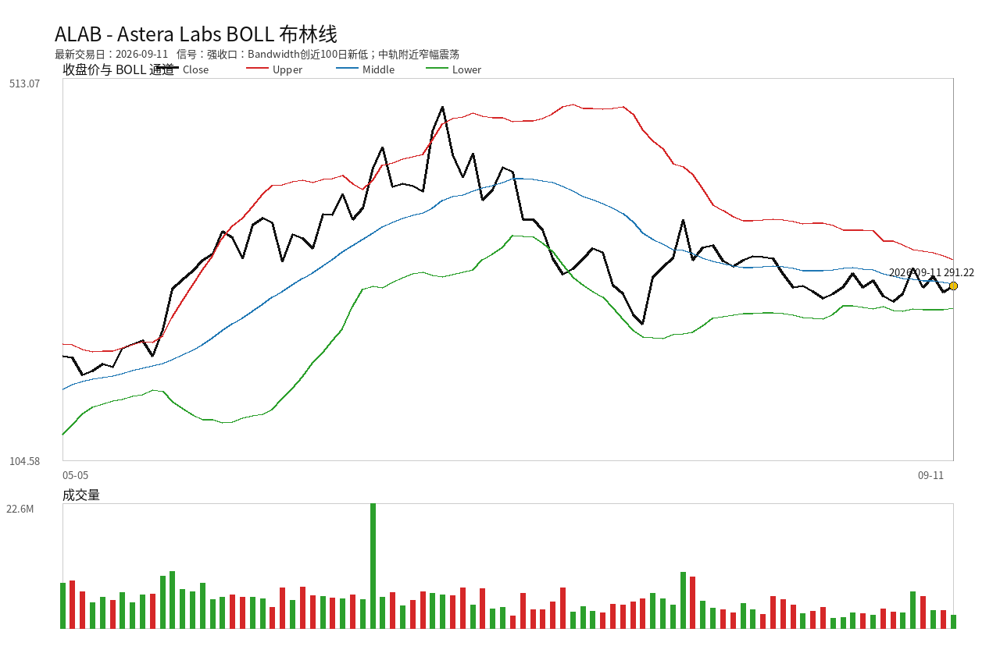 ALAB - Astera Labs BOLL 布林线
最新交易日：2026-09-11 信号：强收口：Bandwidth创近100日新低；中轨附近窄幅震荡
收盘价与 BOLL 通道 Close Upper Middle Lower
513.07
2026-09-11 291.22
104.58
05-05 09-11
成交量
22.6M